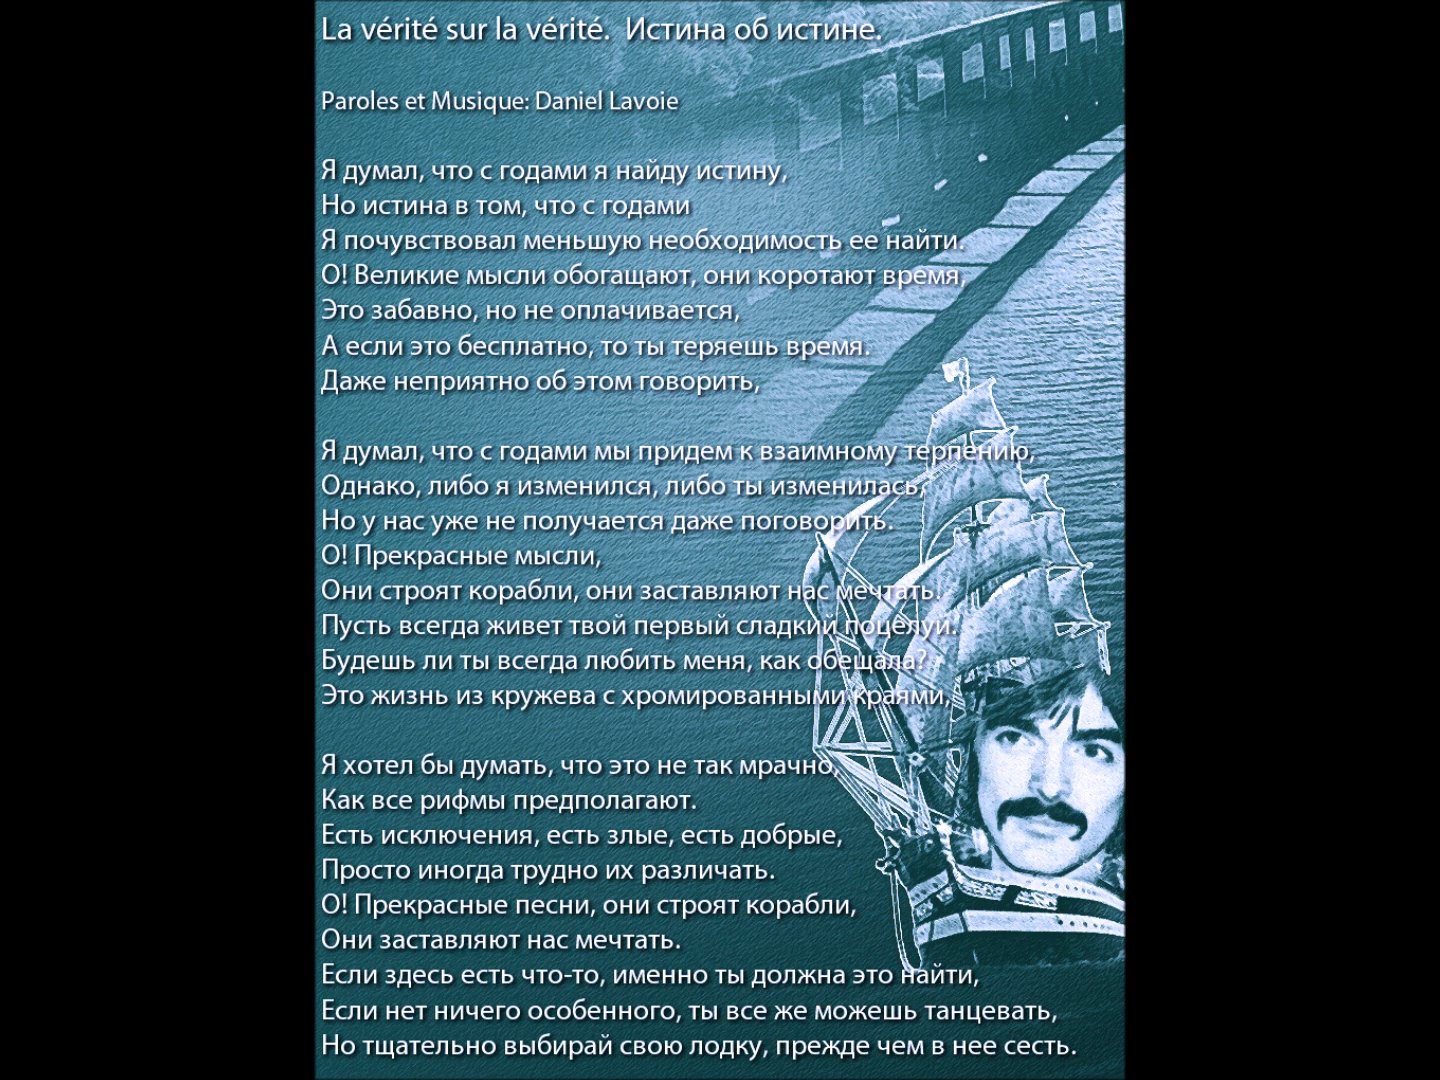 La vérité sur la vérité. Истина об истине.
Paroles et Musique: Daniel Lavoie
Я думал, что с годами я найду истину,
Но истина в том, что с годами
Я почувствовал меньшую необходимость ее найти.
О! Великие мысли обогащают, они коротают время,
Это забавно, но не оплачивается,
А если это бесплатно, то ты теряешь время.
Даже неприятно об этом говорить,
Я думал, что с годами мы придем к взаимному терпению,
Однако, либо я изменился, либо ты изменилась,
Но у нас уже не получается даже поговорить.
О! Прекрасные мысли,
Они строят корабли, они заставляют нас мечтать.
Пусть всегда живет твой первый сладкий поцелуй.
Будешь ли ты всегда любить меня, как обещала?
Это жизнь из кружева с хромированными краями,
Я хотел бы думать, что это не так мрачно,
Как все рифмы предполагают.
Есть исключения, есть злые, есть добрые,
Просто иногда трудно их различать.
О! Прекрасные песни, они строят корабли,
Они заставляют нас мечтать.
Если здесь есть что-то, именно ты должна это найти,
Если нет ничего особенного, ты все же можешь танцевать,
Но тщательно выбирай свою лодку, прежде чем в нее сесть.